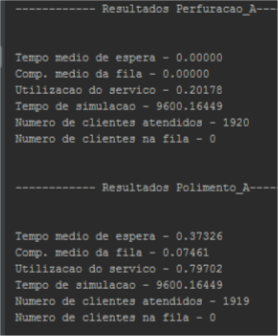 ------------ Resultados Perfuracao_A----
Tempo medio de espera - 0.00000
Comp. medio da fila - 0.00000
Utilizacao do servico - 0.20178
Tempo de simulacao - 9600.16449
Numero de clientes atendidos - 1920
Numero de clientes na fila - 0
------------ Resultados Polimento_A-----
Tempo medio de espera - 0.37326
Comp. medio da fila - 0.07461
Utilizacao do servico - 0.79702
Tempo de simulacao - 9600.16449
Numero de clientes atendidos - 1919
Numero de clientes na fila - 0